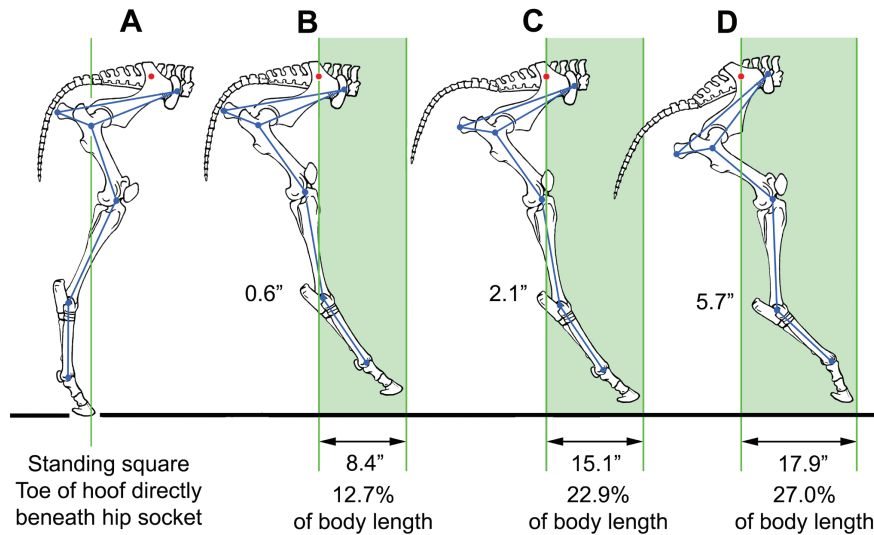 A
B
C
D
0.6”
2.1”
5.7”
Standing square
Toe of hoof directly
beneath hip socket
8.4”
12.7%
of body length
15.1”
22.9%
of body length
17.9”
27.0%
of body length